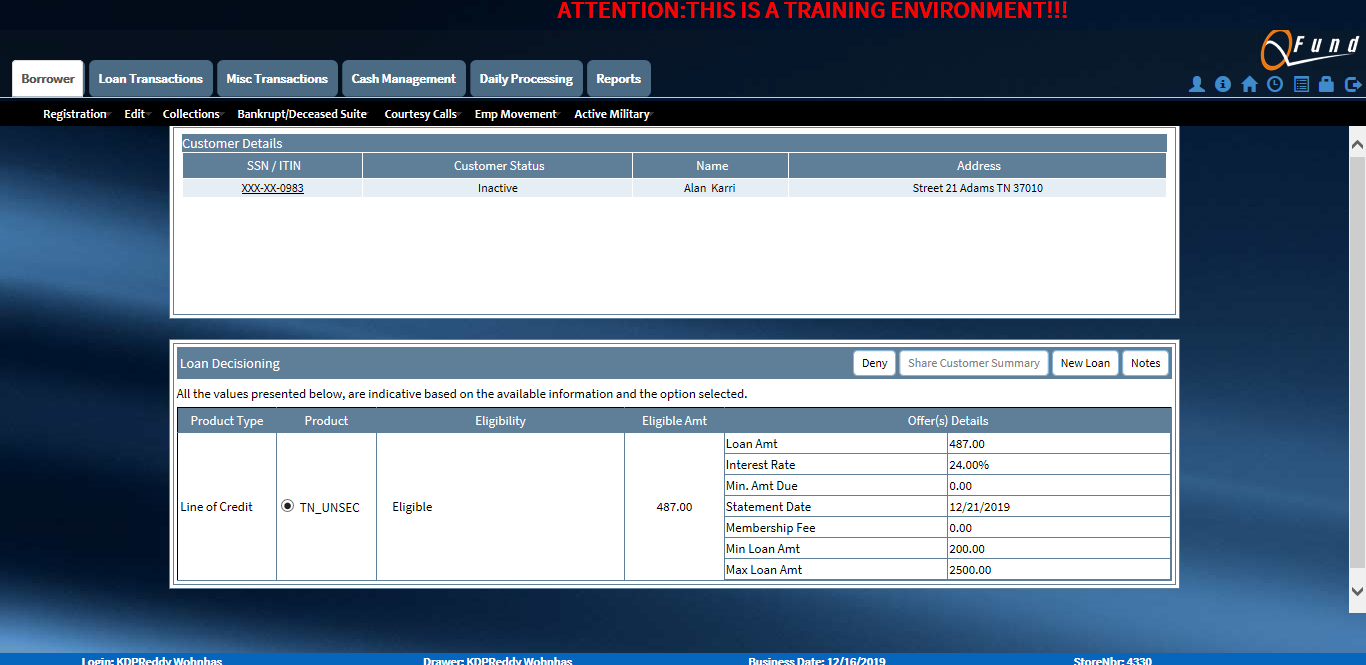 ATTENTION:THIS IS A TRAINING ENVIRONMENT!!!
QFund
Borrower Loan Transactions Misc Transactions Cash Management Daily Processing Reports
Registration Edit Collections Bankrupt/Deceased Suite Courtesy Calls Emp Movement Active Military
Customer Details
SSN / ITIN Customer Status Name Address
XXX-XX-0983 Inactive Alan Karri Street 21 Adams TN 37010
Loan Decisioning Deny Share Customer Summary New Loan Notes
All the values presented below, are indicative based on the available information and the option selected.
Product Type Product Eligibility Eligible Amt Offer(s) Details
Loan Amt 487.00
Interest Rate 24.00%
Min. Amt Due 0.00
Line of Credit TN_UNSEC Eligible 487.00 Statement Date 12/21/2019
Membership Fee 0.00
Min Loan Amt 200.00
Max Loan Amt 2500.00
Login: KDPReddy Wohnhas Drawer: KDPReddy Wohnhas Business Date: 12/16/2019 StoreNbr: 4330